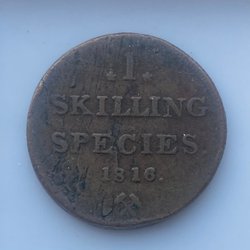 1.
SKILLING
SPECIES.
1816.